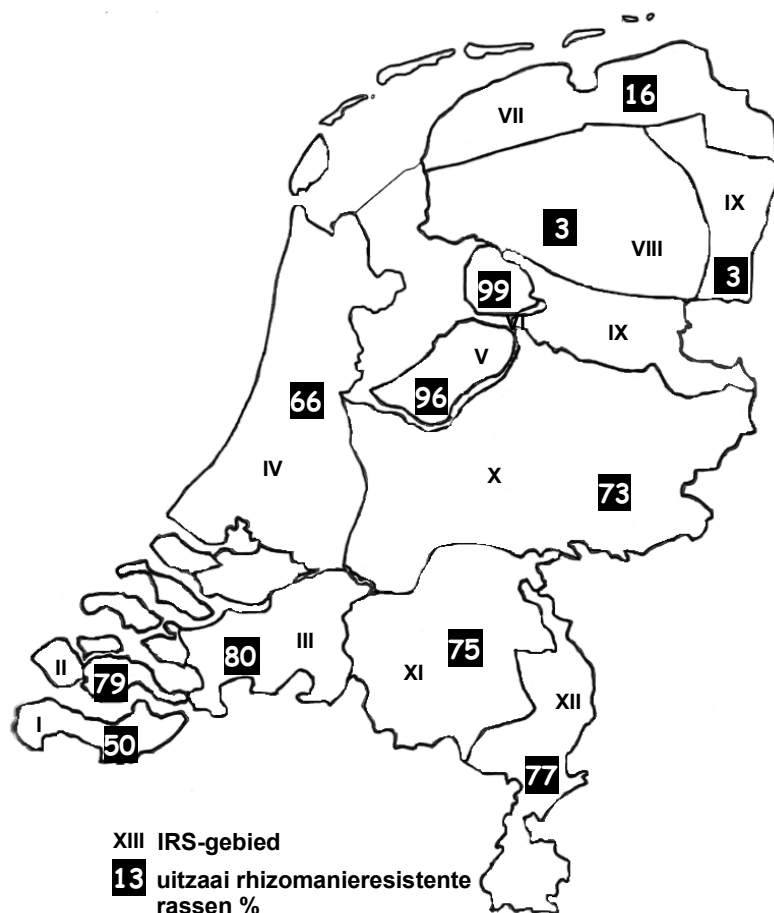 16
VII
IX
3
VIII
3
99
VI
IX
V
96
66
IV
X
73
III
80
75
XI
II
79
XII
I
50
77
XIII IRS-gebied
13 uitzaai rhizomanieresistente
rassen %